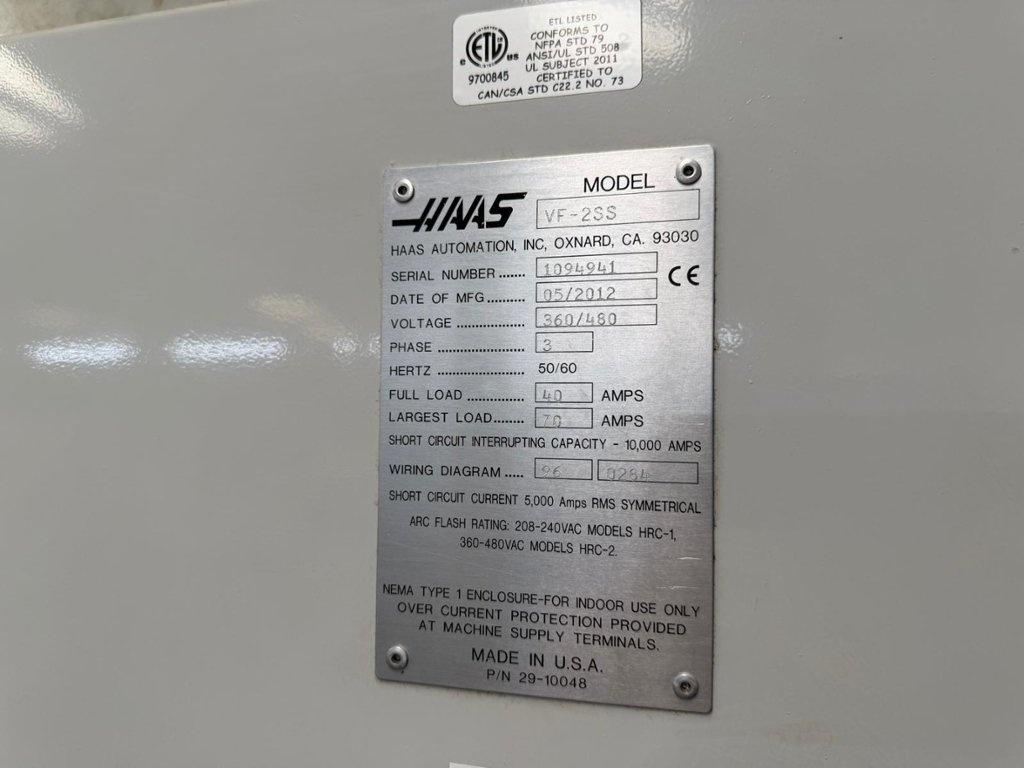 ETL LISTED
CONFORMS TO
NFPA STD 79
ANSI/UL STD 508
UL SUBJECT 2011
CERTIFIED TO
CAN/CSA STD C22.2 NO. 73
c ETL us
9700845
HAAS
MODEL
VF-2SS
HAAS AUTOMATION, INC, OXNARD, CA. 93030
SERIAL NUMBER ....... 1094941
CE
DATE OF MFG .......... 05/2012
VOLTAGE .................. 360/480
PHASE ....................... 3
HERTZ ....................... 50/60
FULL LOAD ............... 40 AMPS
LARGEST LOAD........ 70 AMPS
SHORT CIRCUIT INTERRUPTING CAPACITY - 10,000 AMPS
WIRING DIAGRAM ..... 96 0284
SHORT CIRCUIT CURRENT 5,000 Amps RMS SYMMETRICAL
ARC FLASH RATING: 208-240VAC MODELS HRC-1,
360-480VAC MODELS HRC-2.
NEMA TYPE 1 ENCLOSURE-FOR INDOOR USE ONLY
OVER CURRENT PROTECTION PROVIDED
AT MACHINE SUPPLY TERMINALS.
MADE IN U.S.A.
P/N 29-10048